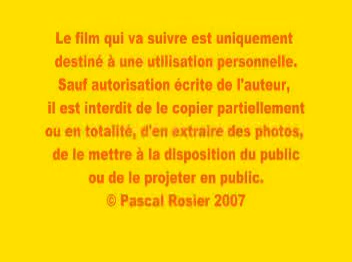 Le film qui va suivre est uniquement
destiné à une utilisation personnelle.
Sauf autorisation écrite de l'auteur,
il est interdit de le copier partiellement
ou en totalité, d'en extraire des photos,
de le mettre à la disposition du public
ou de le projeter en public.
© Pascal Rosier 2007